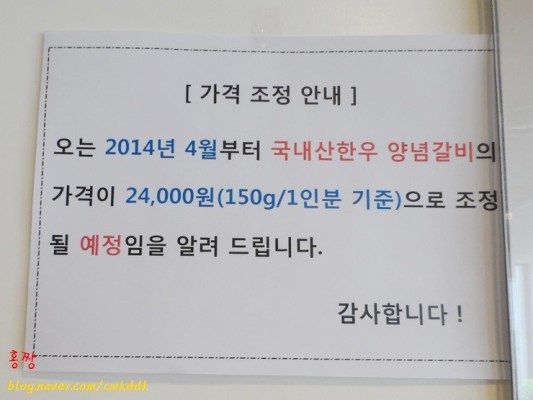 [ 가격 조정 안내 ]
오는 2014년 4월부터 국내산한우 양념갈비의
가격이 24,000원(150g/1인분 기준)으로 조정
될 예정임을 알려 드립니다.
감사합니다 !
홍짱
blog.naver.com/cwkddk